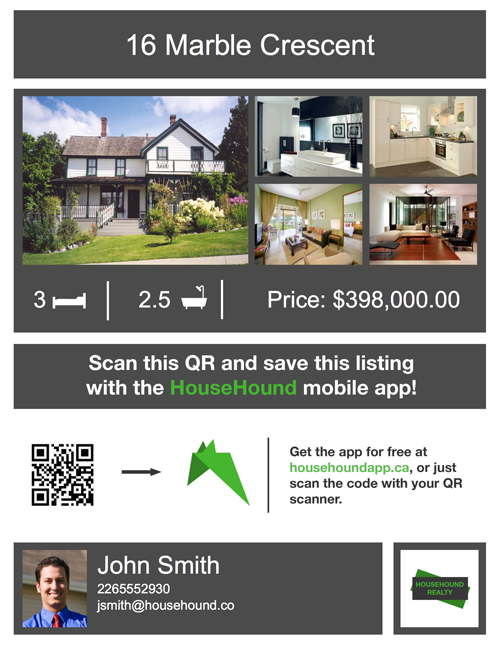 16 Marble Crescent
3
2.5
Price: $398,000.00
Scan this QR and save this listing
with the HouseHound mobile app!
Get the app for free at
househoundapp.ca, or just
scan the code with your QR
scanner.
John Smith
2265552930
jsmith@househound.co
HOUSEHOUND
REALTY